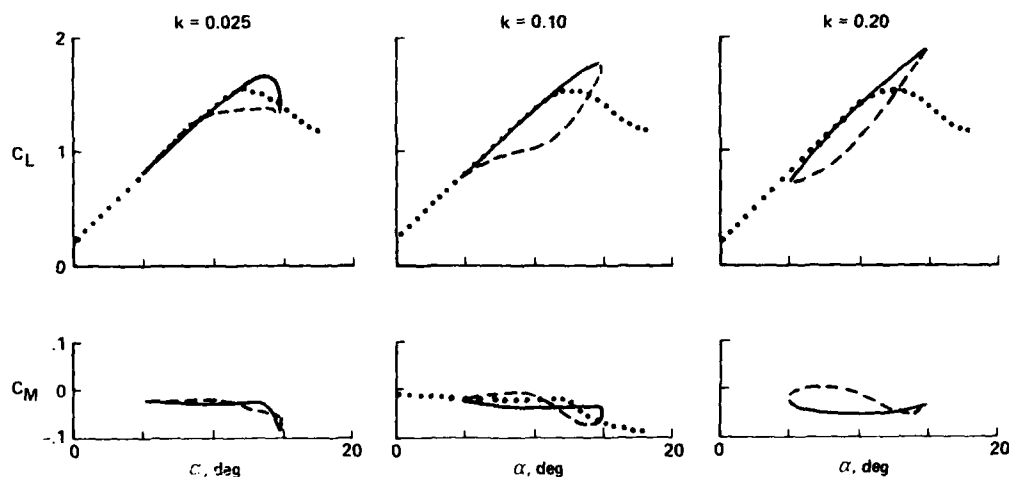 k = 0.025
k = 0.10
k = 0.20
2
1
0
C_L
.1
0
-.1
C_M
0
20
0
20
0
20
α, deg
α, deg
α, deg